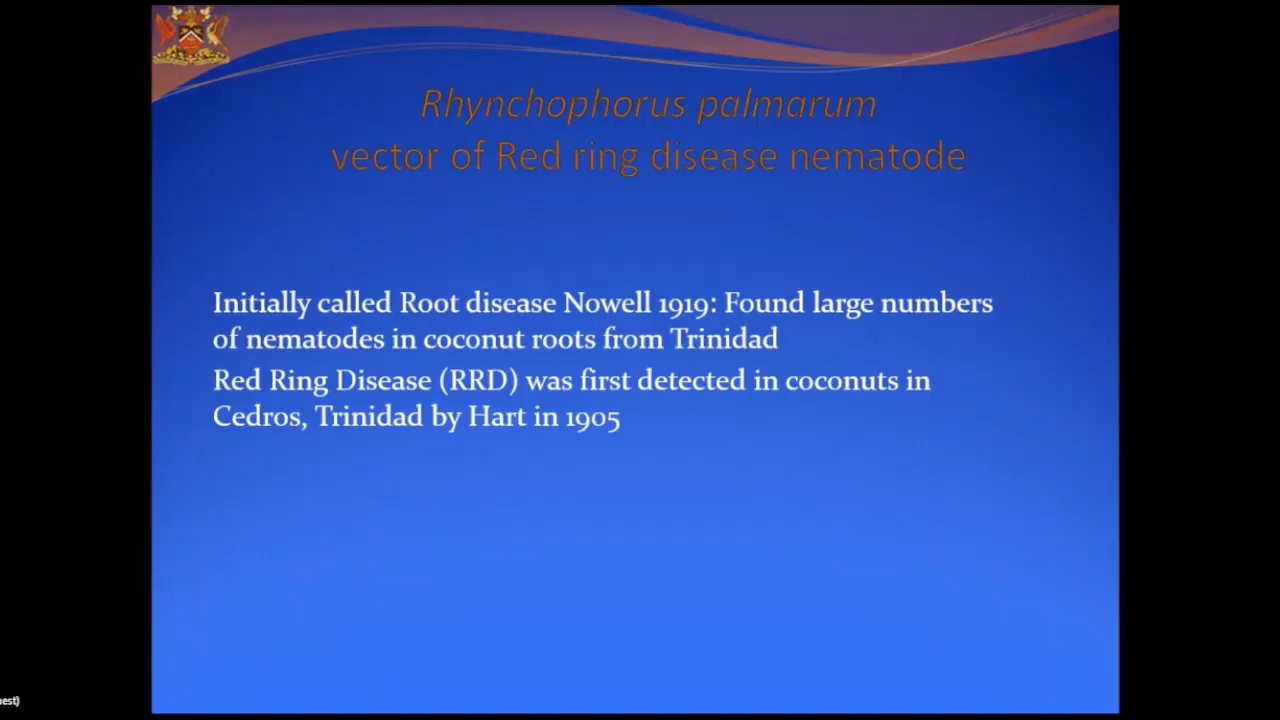 Rhynchophorus palmarum
vector of Red ring disease nematode
Initially called Root disease Nowell 1919: Found large numbers
of nematodes in coconut roots from Trinidad
Red Ring Disease (RRD) was first detected in coconuts in
Cedros, Trinidad by Hart in 1905